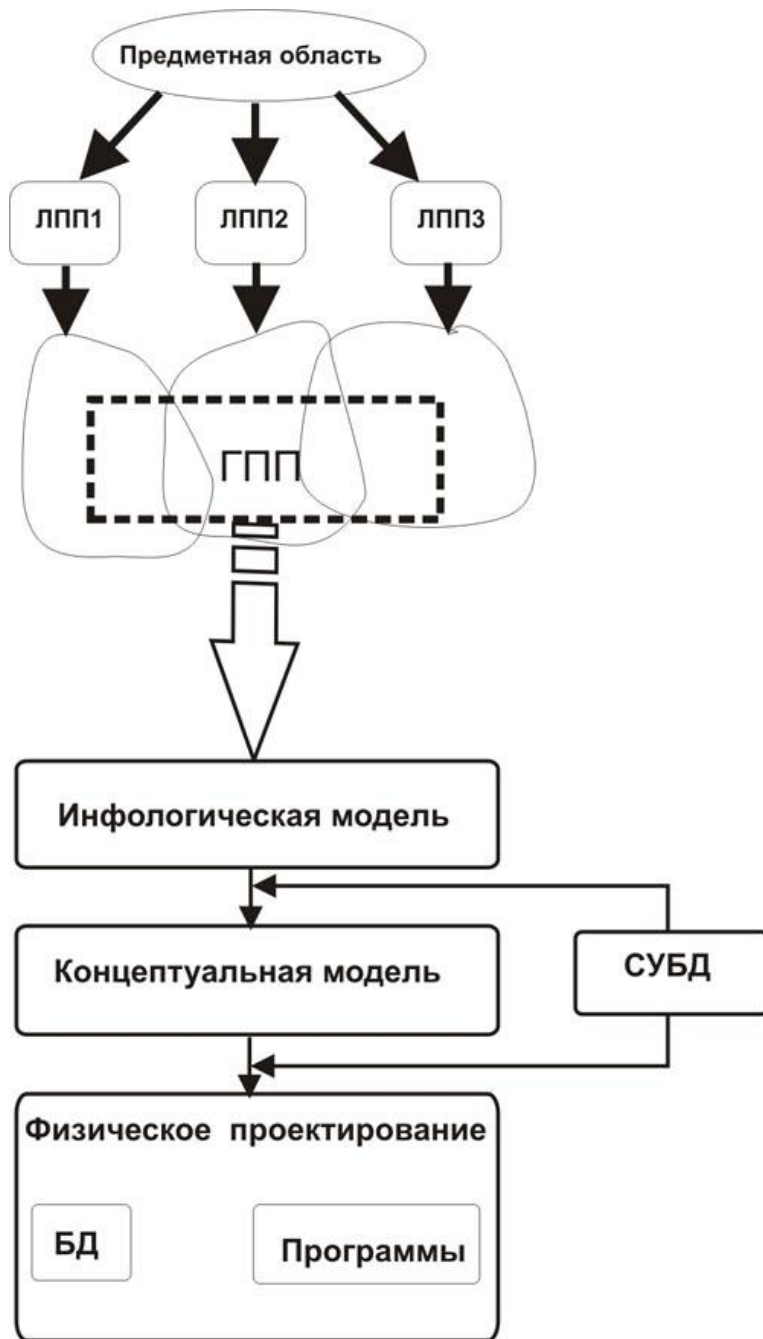 Предметная область
ЛПП1
ЛПП2
ЛПП3
ГПП
Инфологическая модель
Концептуальная модель
СУБД
Физическое проектирование
БД
Программы